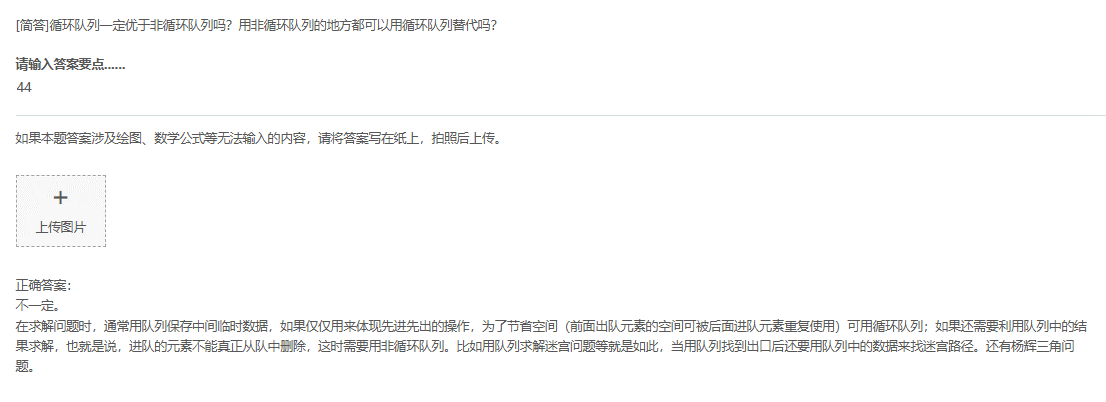 [简答]循环队列一定优于非循环队列吗？用非循环队列的地方都可以用循环队列替代吗？
请输入答案要点......
44
如果本题答案涉及绘图、数学公式等无法输入的内容，请将答案写在纸上，拍照后上传。
+
上传图片
正确答案：
不一定。
在求解问题时，通常用队列保存中间临时数据，如果仅仅用来体现先进先出的操作，为了节省空间（前面出队元素的空间可被后面进队元素重复使用）可用循环队列；如果还需要利用队列中的结
果求解，也就是说，进队的元素不能真正从队中删除，这时需要用非循环队列。比如用队列求解迷宫问题等就是如此，当用队列找到出口后还要用队列中的数据来找迷宫路径。还有杨辉三角问
题。